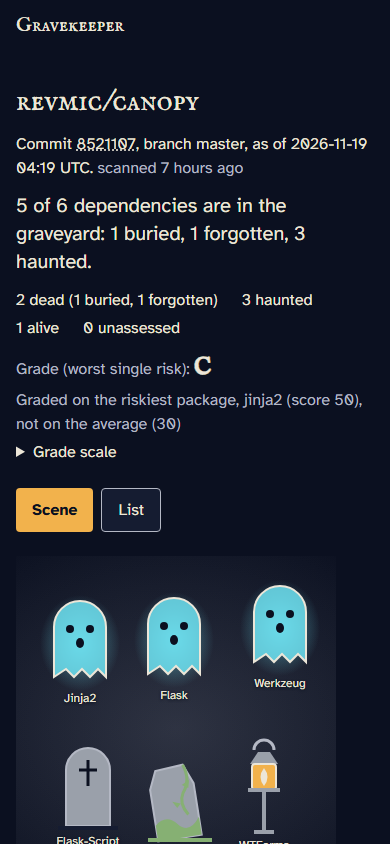 Gravekeeper
revmic/canopy
Commit 8521107, branch master, as of 2026-11-19
04:19 UTC. scanned 7 hours ago
5 of 6 dependencies are in the
graveyard: 1 buried, 1 forgotten, 3
haunted.
2 dead (1 buried, 1 forgotten) 3 haunted
1 alive 0 unassessed
Grade (worst single risk): C
Graded on the riskiest package, jinja2 (score 50),
not on the average (30)
Grade scale
Scene List
Jinja2 Flask Werkzeug
Flask-Script WTForms